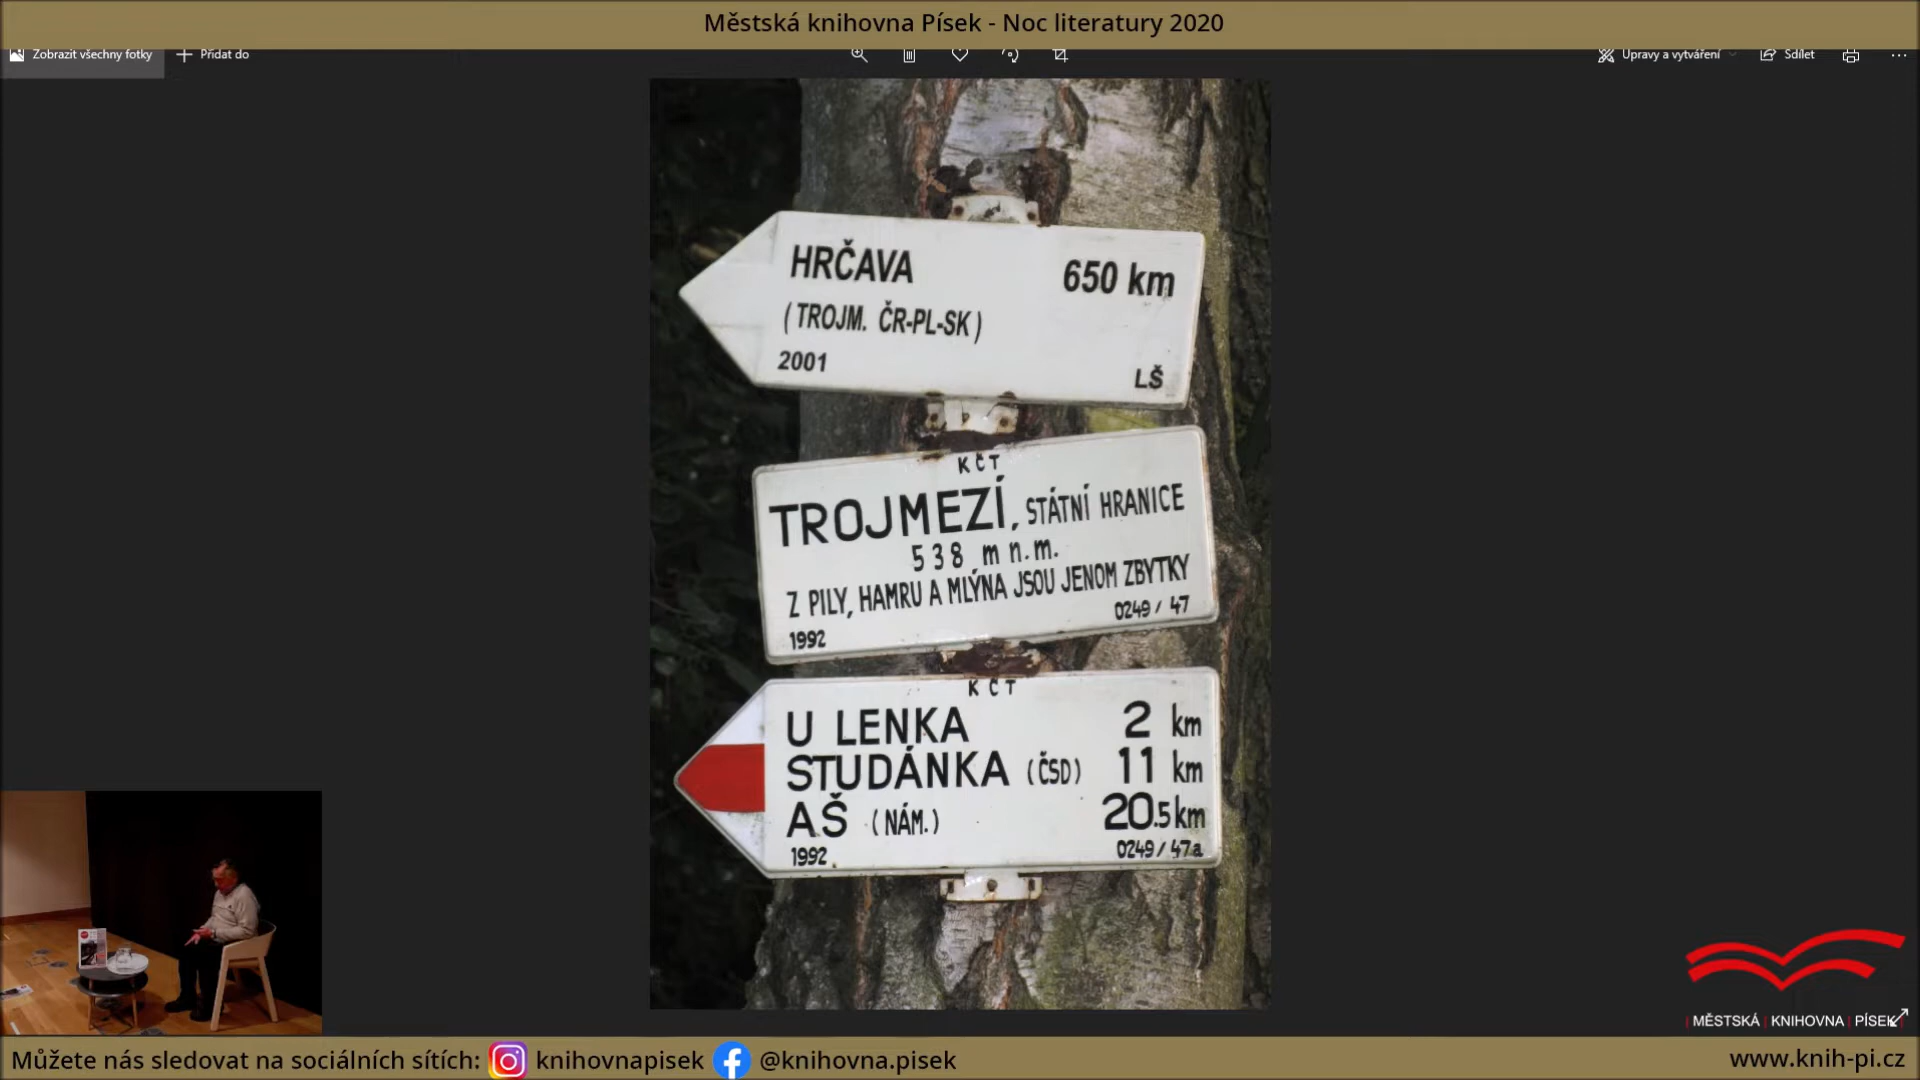 Městská knihovna Písek - Noc literatury 2020
Zobrazit všechny fotky
Přidat do
Upravy a vytváření
Sdílet
HRČAVA 650 km
(TROJM. ČR-PL-SK)
2001 LŠ
KČT
TROJMEZÍ, STÁTNÍ HRANICE
538 m n.m.
Z PILY, HAMRU A MLÝNA JSOU JENOM ZBYTKY
0249 / 47
1992
KČT
U LENKA 2 km
STUDÁNKA (ČSD) 11 km
AŠ (NÁM.) 20.5 km
1992 0249 / 47a
MĚSTSKÁ | KNIHOVNA | PÍSEK
Můžete nás sledovat na sociálních sítích: knihovnapisek @knihovna.pisek
www.knih-pi.cz